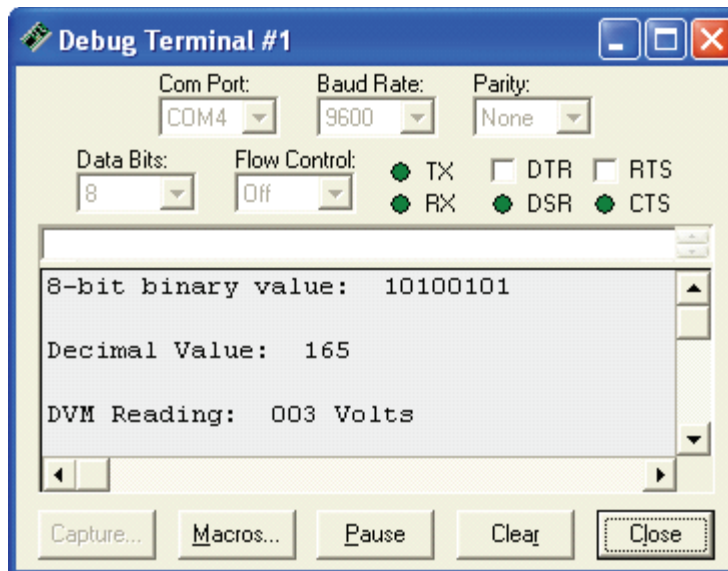 Debug Terminal #1
Com Port: Baud Rate: Parity:
COM4 9600 None
Data Bits: Flow Control: TX DTR RTS
8 Off RX DSR CTS
8-bit binary value:  10100101
Decimal Value:  165
DVM Reading:  003 Volts
Capture... Macros... Pause Clear Close